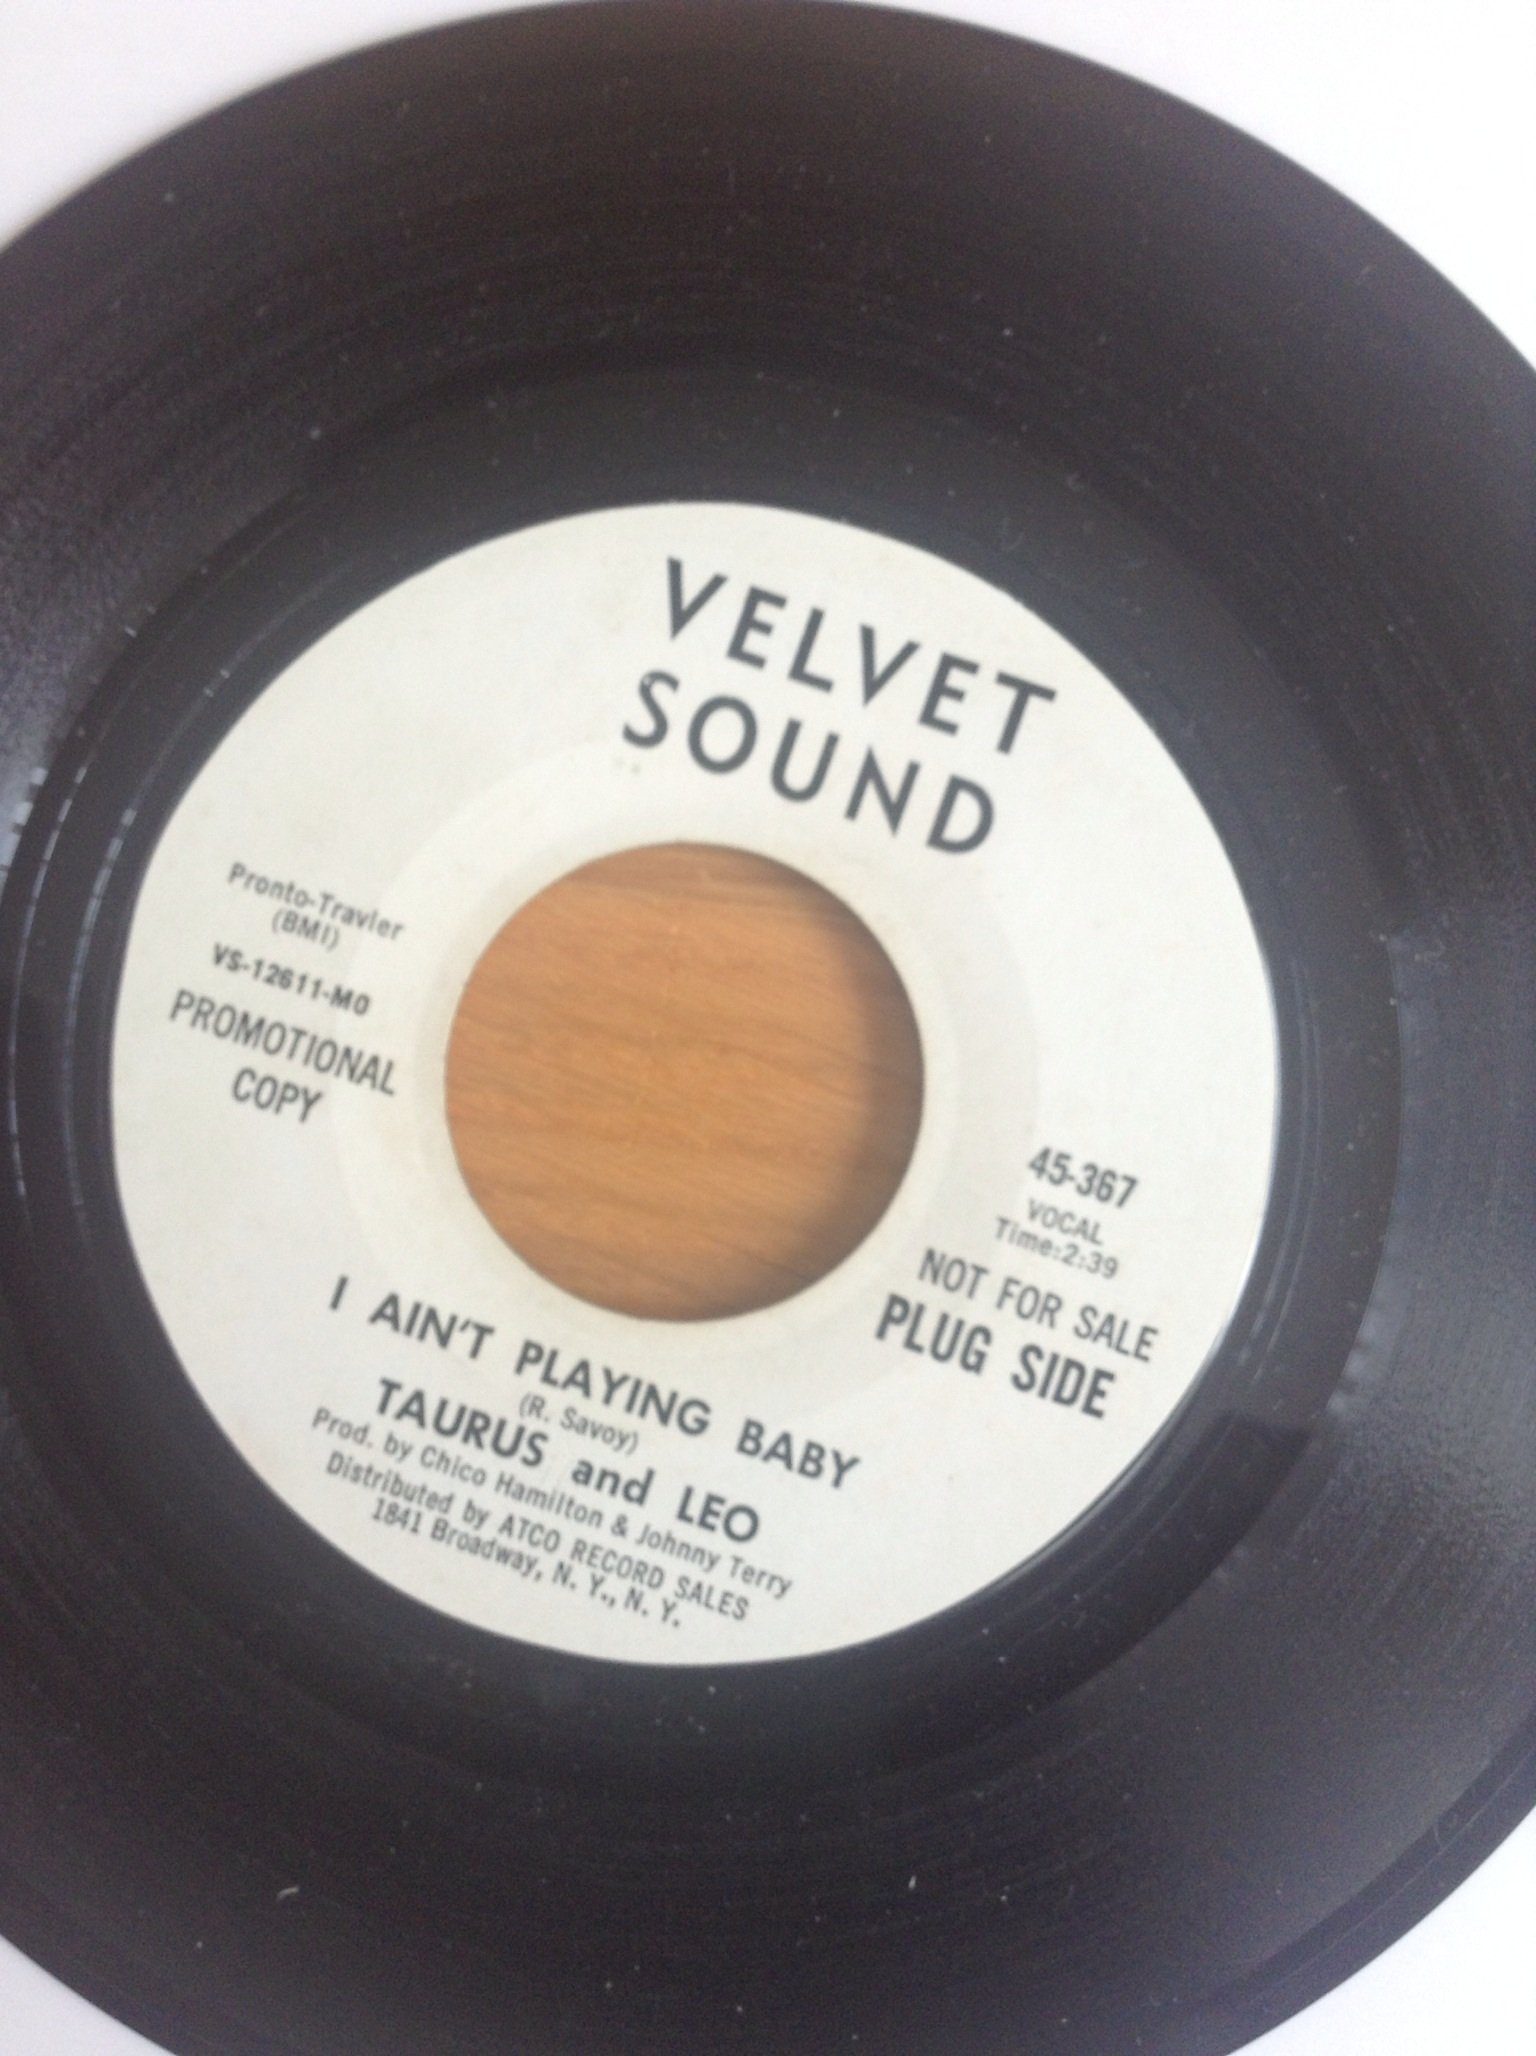 VELVET
SOUND
Pronto-Travler
(BMI)
VS-12611-MO
PROMOTIONAL
COPY
45-367
VOCAL
Time:2:39
NOT FOR SALE
PLUG SIDE
I AIN'T PLAYING BABY
(R. Savoy)
TAURUS and LEO
Prod. by Chico Hamilton & Johnny Terry
Distributed by ATCO RECORD SALES
1841 Broadway, N. Y., N. Y.